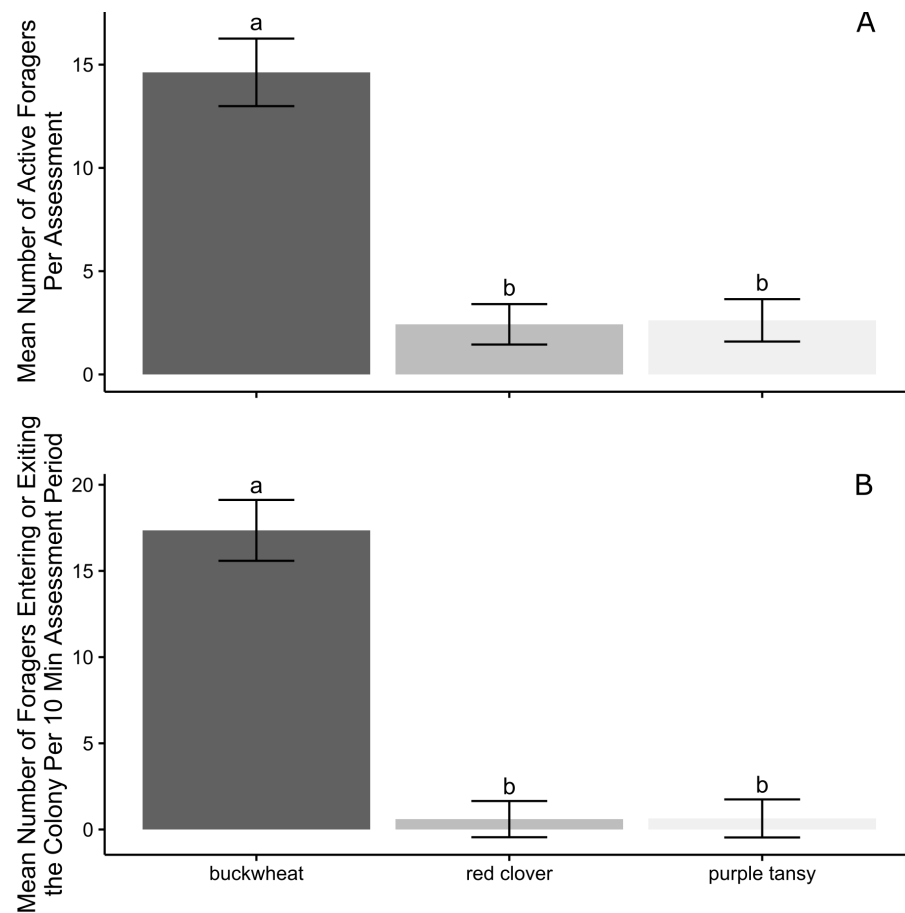 Mean Number of Active Foragers
Per Assessment
15
10
5
0
a
b
b
A
Mean Number of Foragers Entering or Exiting
the Colony Per 10 Min Assessment Period
20
15
10
5
0
a
b
b
B
buckwheat
red clover
purple tansy